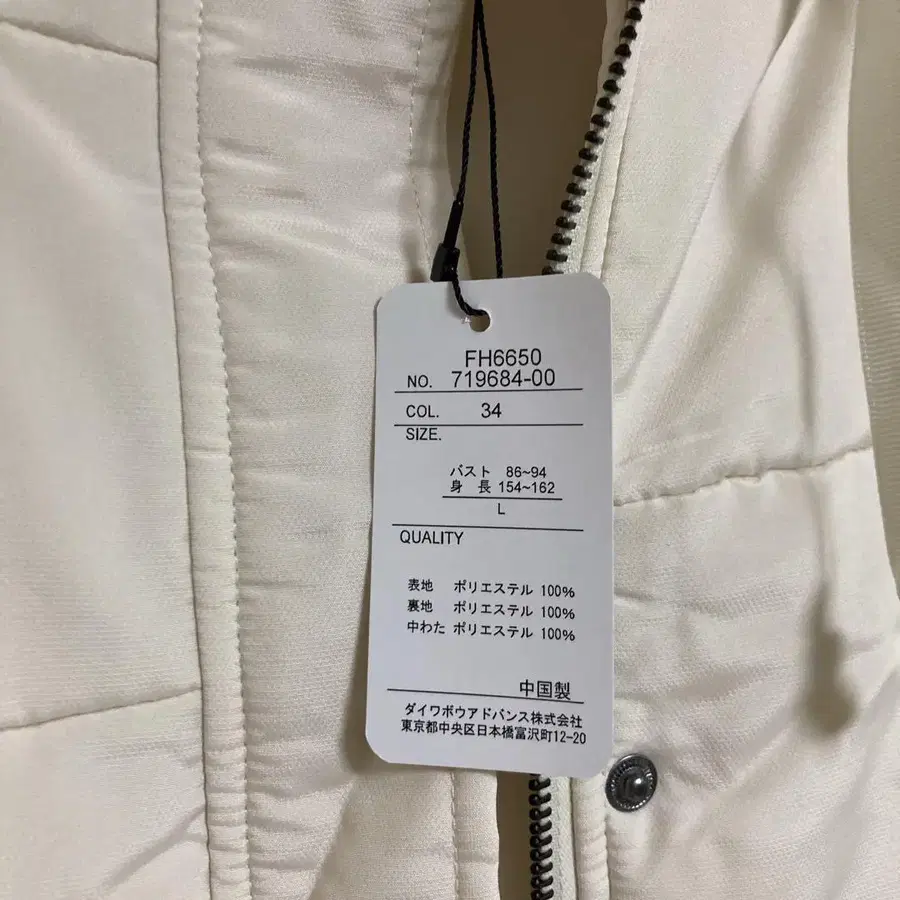 FH6650
NO. 719684-00
COL. 34
SIZE.
バスト 86~94
身 長 154~162
L
QUALITY
表地 ポリエステル 100%
裏地 ポリエステル 100%
中わた ポリエステル 100%
中国製
ダイワボウアドバンス株式会社
東京都中央区日本橋富沢町12-20